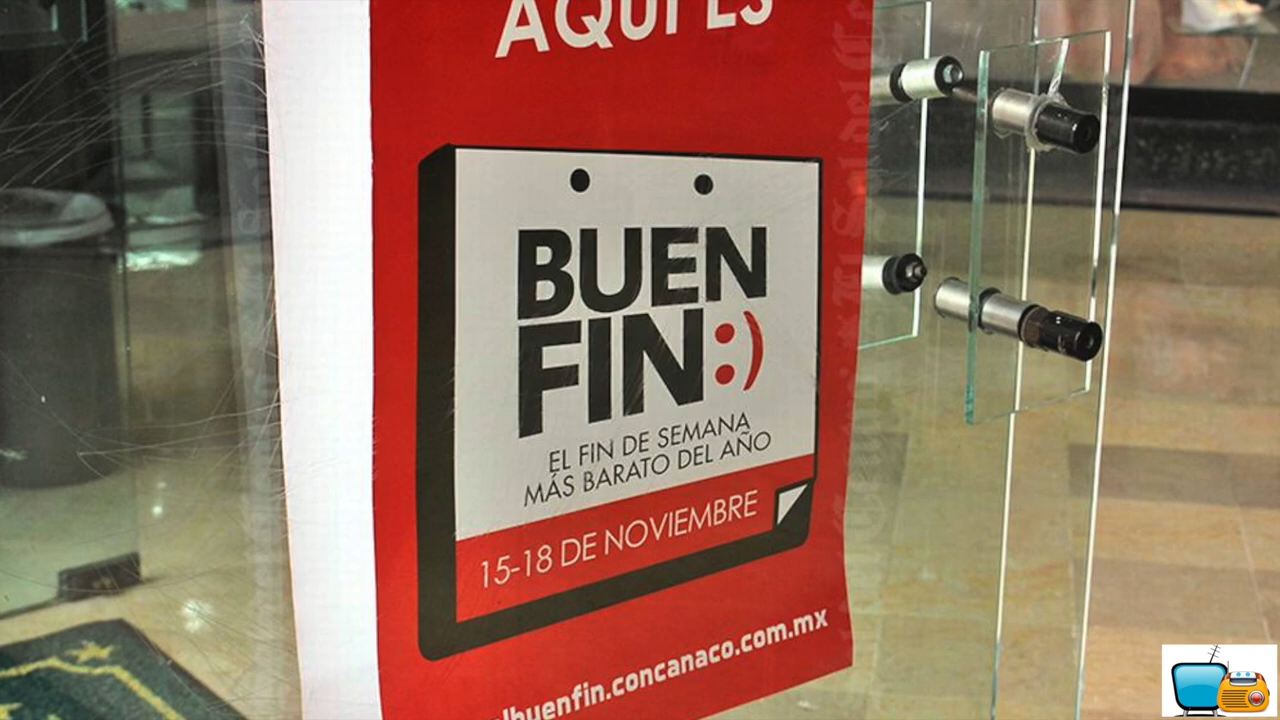 AQUÍ ES
BUEN
FIN:)
EL FIN DE SEMANA
MÁS BARATO DEL AÑO
15-18 DE NOVIEMBRE
lbuenfin.concanaco.com.mx